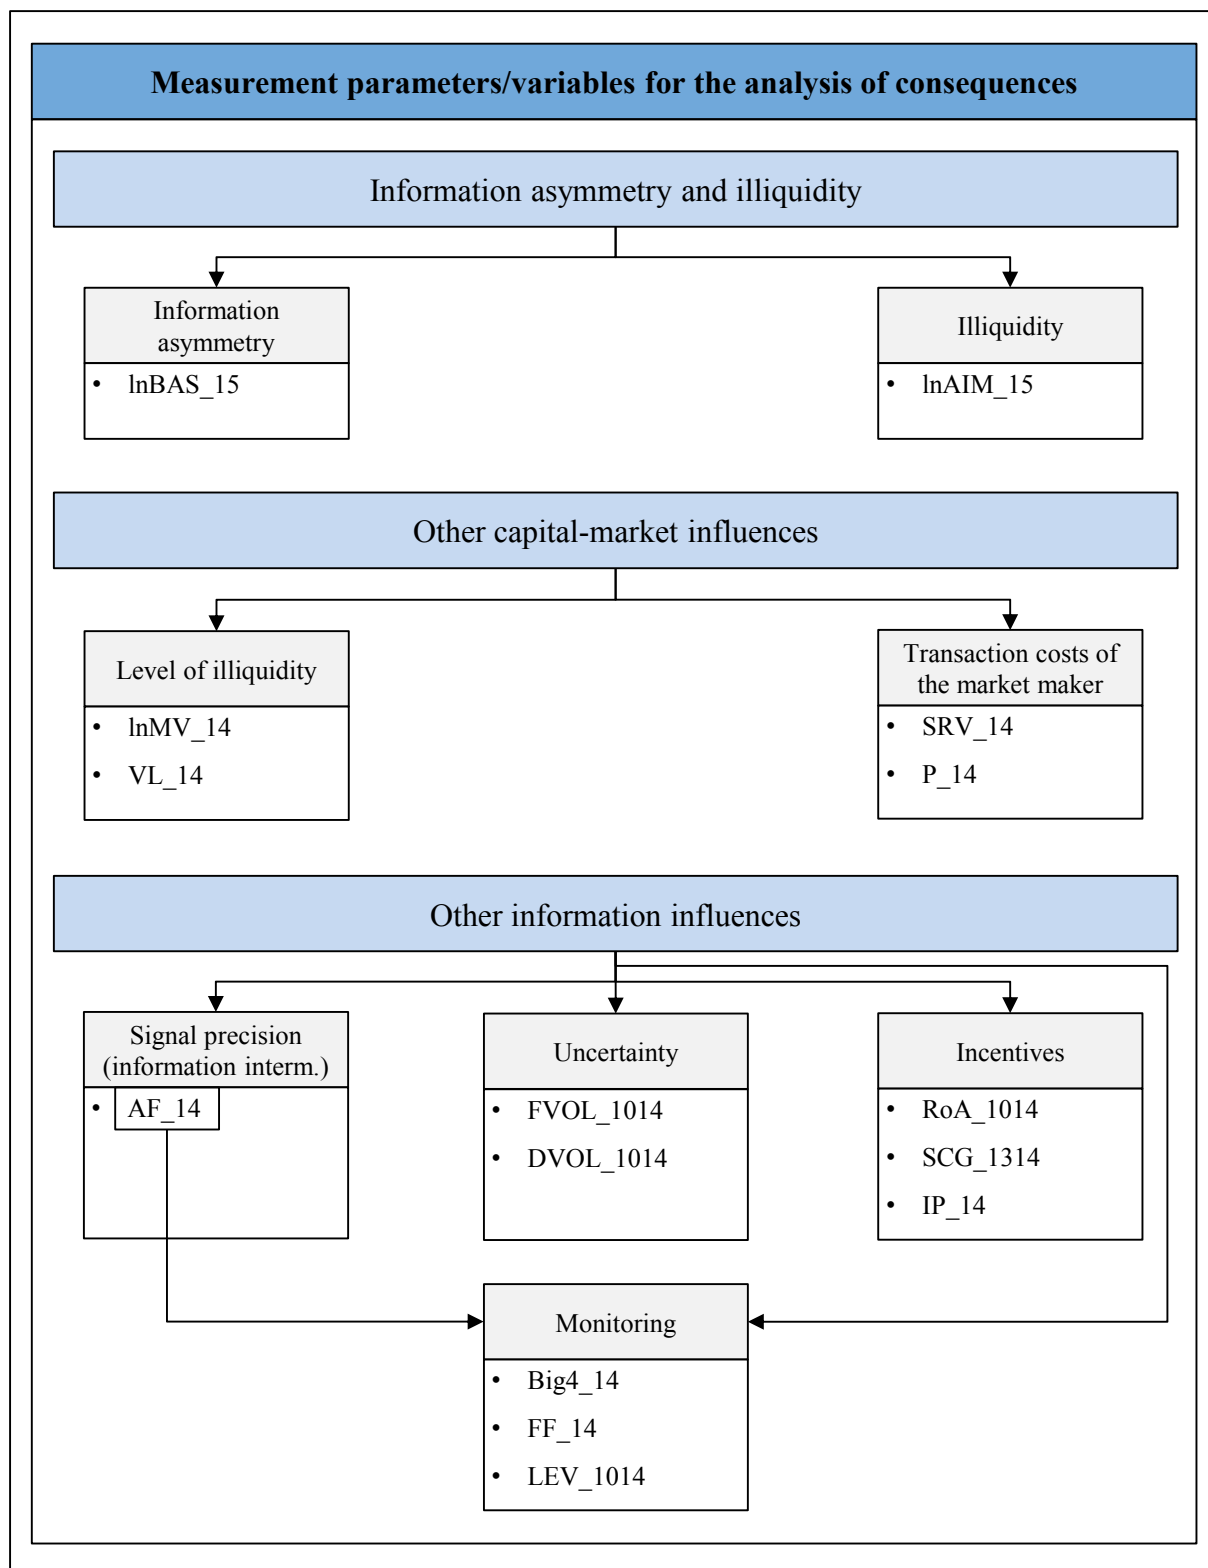 Measurement parameters/variables for the analysis of consequences
Information asymmetry and illiquidity
Information
asymmetry
• lnBAS_15
Illiquidity
• lnAIM_15
Other capital-market influences
Level of illiquidity
• lnMV_14
• VL_14
Transaction costs of
the market maker
• SRV_14
• P_14
Other information influences
Signal precision
(information interm.)
• AF_14
Uncertainty
• FVOL_1014
• DVOL_1014
Incentives
• RoA_1014
• SCG_1314
• IP_14
Monitoring
• Big4_14
• FF_14
• LEV_1014